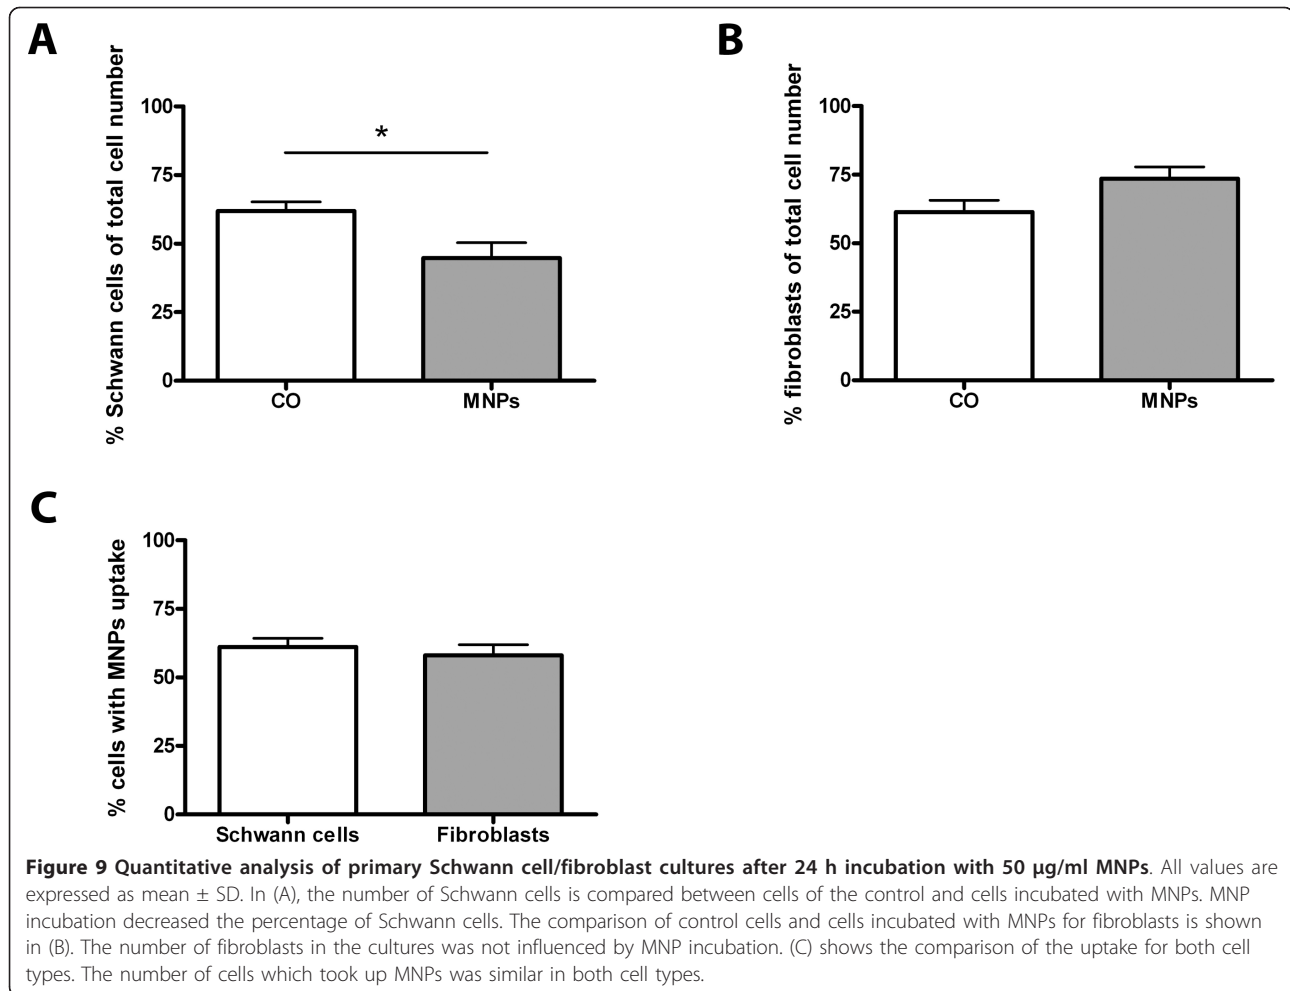 A
% Schwann cells of total cell number
100
75
50
25
0
*
CO
MNPs
B
% fibroblasts of total cell number
100
75
50
25
0
CO
MNPs
C
% cells with MNPs uptake
100
75
50
25
0
Schwann cells
Fibroblasts
Figure 9 Quantitative analysis of primary Schwann cell/fibroblast cultures after 24 h incubation with 50 μg/ml MNPs. All values are
expressed as mean ± SD. In (A), the number of Schwann cells is compared between cells of the control and cells incubated with MNPs. MNP
incubation decreased the percentage of Schwann cells. The comparison of control cells and cells incubated with MNPs for fibroblasts is shown
in (B). The number of fibroblasts in the cultures was not influenced by MNP incubation. (C) shows the comparison of the uptake for both cell
types. The number of cells which took up MNPs was similar in both cell types.